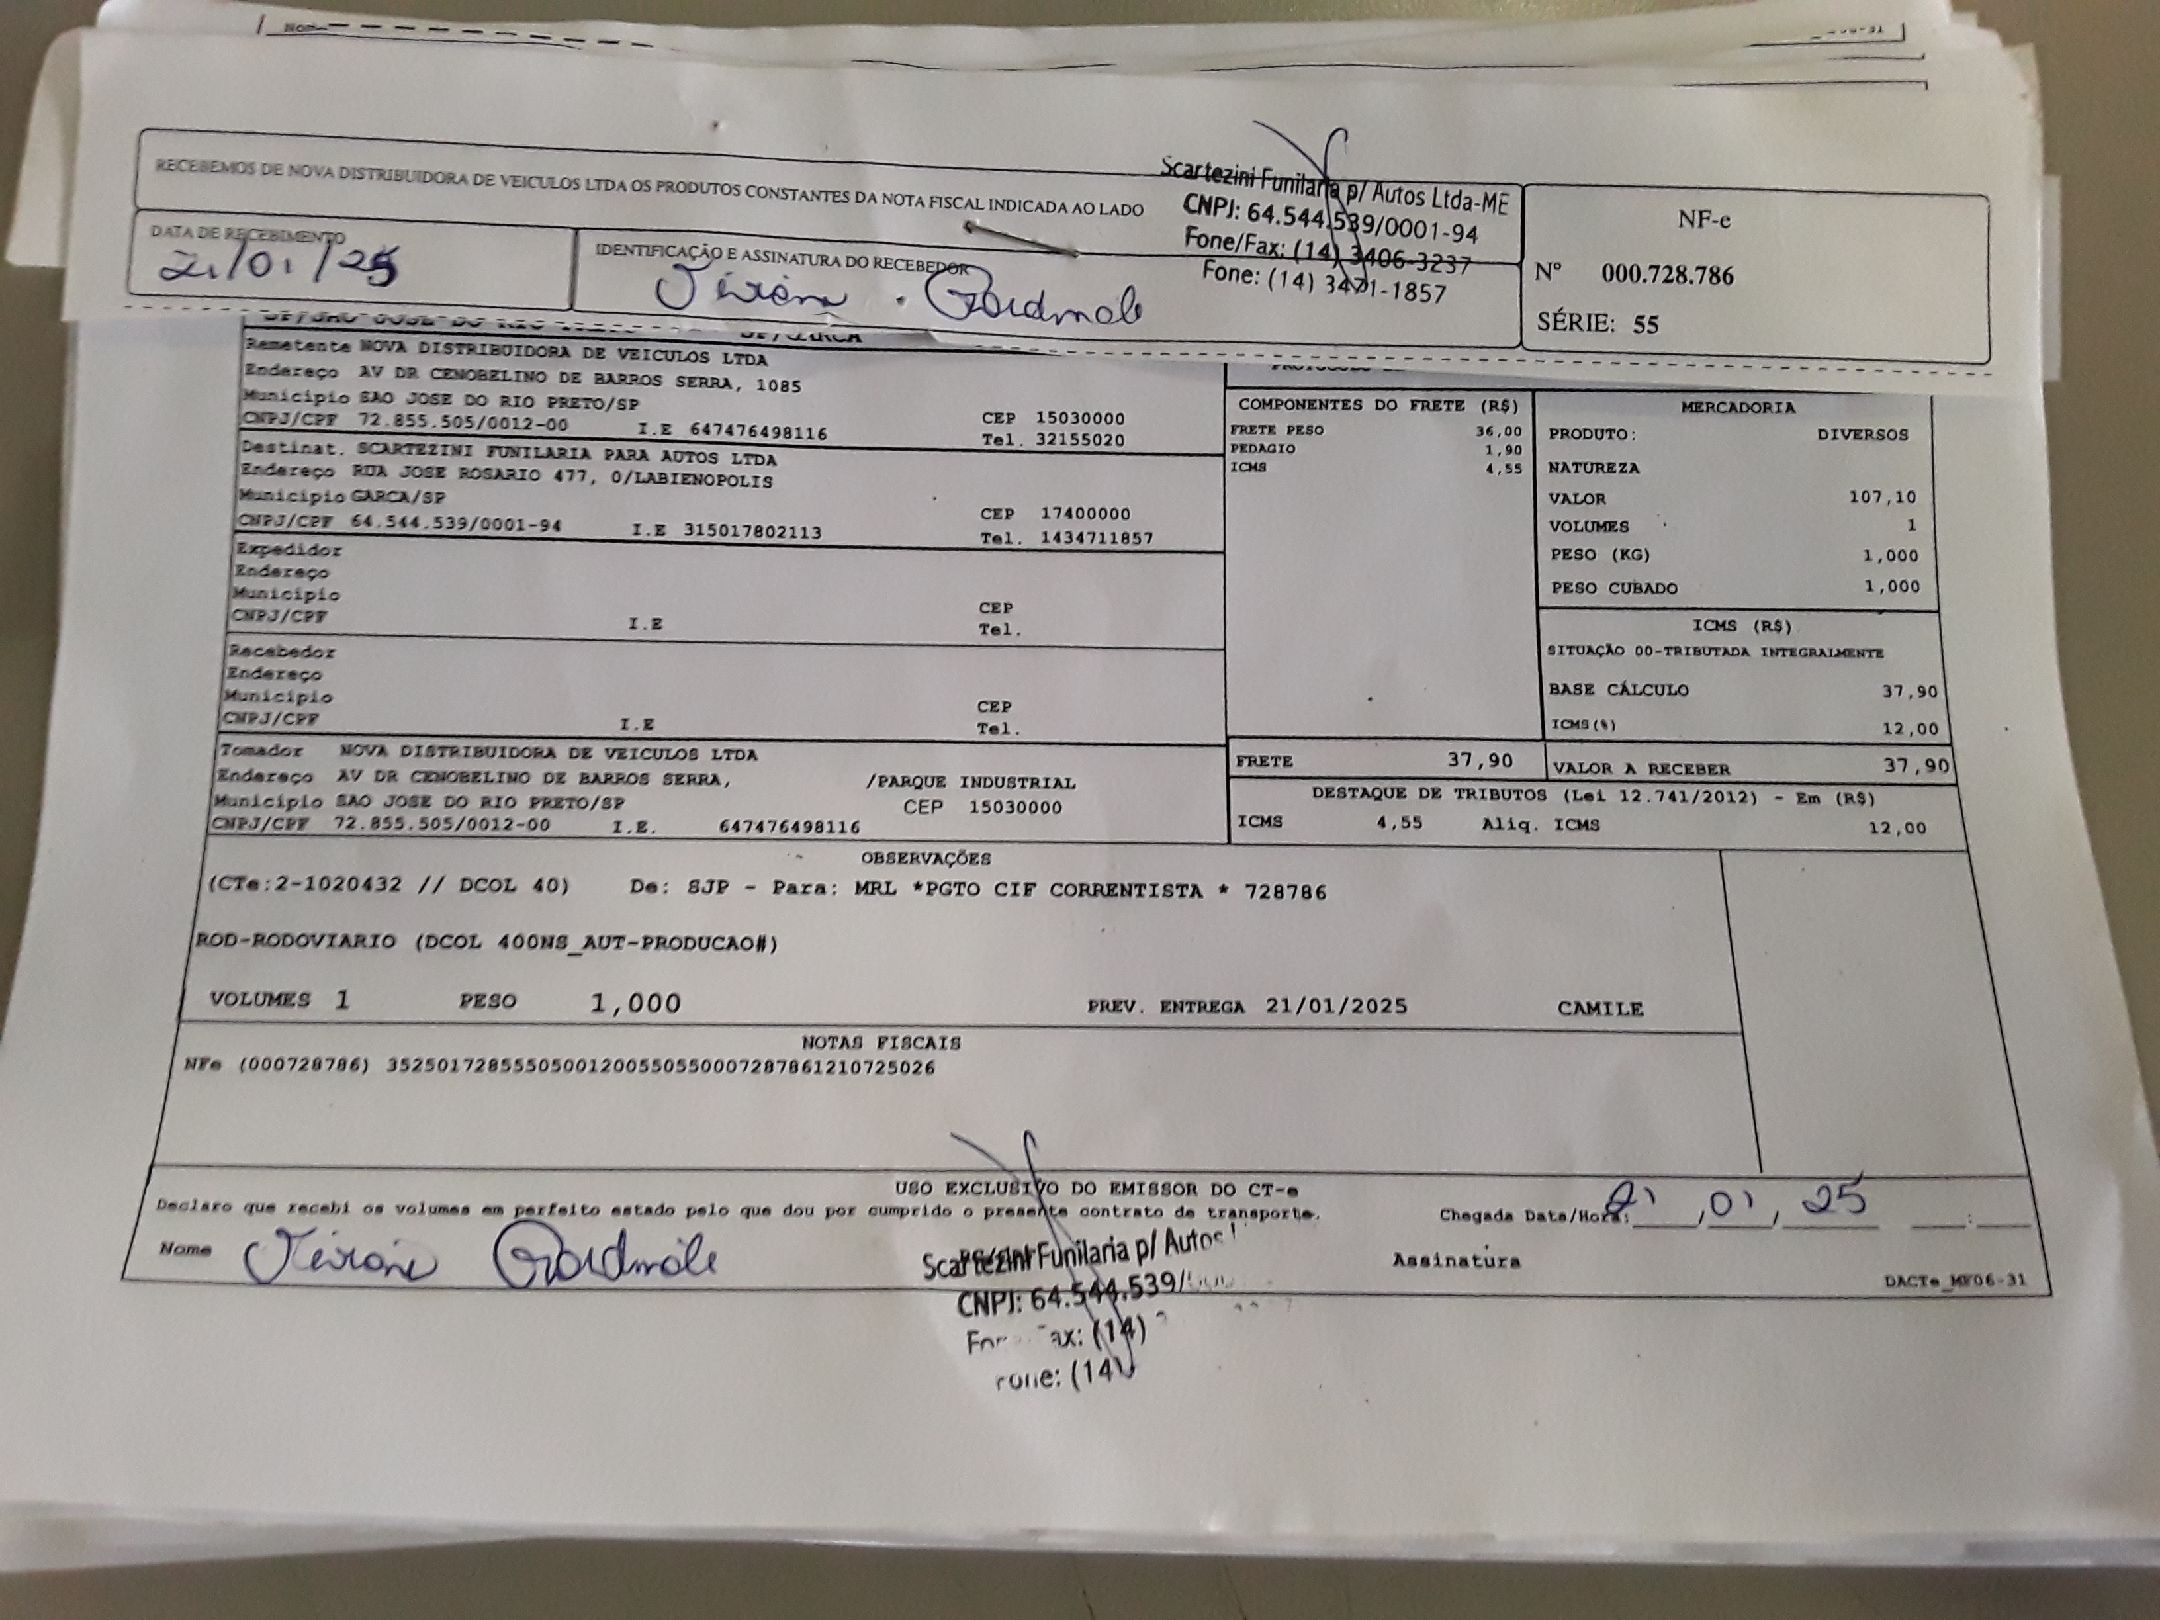 RECEBEMOS DE NOVA DISTRIBUIDORA DE VEICULOS LTDA OS PRODUTOS CONSTANTES DA NOTA FISCAL INDICADA AO LADO
Scartezini Funilaria p/ Autos Ltda-ME
CNPJ: 64.544.539/0001-94
Fone/Fax: (14) 3406-3237
Fone: (14) 3471-1857
NF-e
Nº 000.728.786
SÉRIE: 55
DATA DE RECEBIMENTO
21/01/25
IDENTIFICAÇÃO E ASSINATURA DO RECEBEDOR
Remetente NOVA DISTRIBUIDORA DE VEICULOS LTDA
Endereço AV DR CENOBELINO DE BARROS SERRA, 1085
Município SAO JOSE DO RIO PRETO/SP
CEP 15030000
CNPJ/CPF 72.855.505/0012-00 I.E 647476498116
Tel. 32155020
Destinat. SCARTEZINI FUNILARIA PARA AUTOS LTDA
Endereço RUA JOSE ROSARIO 477, 0/LABIENOPOLIS
Município GARCA/SP
CEP 17400000
CNPJ/CPF 64.544.539/0001-94 I.E 315017802113
Tel. 1434711857
Expedidor
Endereço
Município
CEP
CNPJ/CPF I.E
Tel.
Recebedor
Endereço
Município
CEP
CNPJ/CPF I.E
Tel.
Tomador NOVA DISTRIBUIDORA DE VEICULOS LTDA
Endereço AV DR CENOBELINO DE BARROS SERRA, /PARQUE INDUSTRIAL
Município SAO JOSE DO RIO PRETO/SP CEP 15030000
CNPJ/CPF 72.855.505/0012-00 I.E. 647476498116
COMPONENTES DO FRETE (R$)
FRETE PESO 36,00
PEDAGIO 1,90
ICMS 4,55
MERCADORIA
PRODUTO: DIVERSOS
NATUREZA
VALOR 107,10
VOLUMES 1
PESO (KG) 1,000
PESO CUBADO 1,000
ICMS (R$)
SITUAÇÃO 00-TRIBUTADA INTEGRALMENTE
BASE CÁLCULO 37,90
ICMS(%) 12,00
FRETE 37,90
VALOR A RECEBER 37,90
DESTAQUE DE TRIBUTOS (Lei 12.741/2012) - Em (R$)
ICMS 4,55 Aliq. ICMS 12,00
OBSERVAÇÕES
(CTe:2-1020432 // DCOL 40) De: SJP - Para: MRL *PGTO CIF CORRENTISTA * 728786
ROD-RODOVIARIO (DCOL 400NS_AUT-PRODUCAO#)
VOLUMES 1 PESO 1,000 PREV. ENTREGA 21/01/2025 CAMILE
NOTAS FISCAIS
NFe (000728786) 35250172855505001200550550007287861210725026
USO EXCLUSIVO DO EMISSOR DO CT-e
Declaro que recebi os volumes em perfeito estado pelo que dou por cumprido o presente contrato de transporte.
Chegada Data/Hora: 21/01/25 :
Nome
Assinatura
DACTe_MF06-31
Scartezini Funilaria p/ Autos
CNPJ: 64.544.539/
(14)
(14)